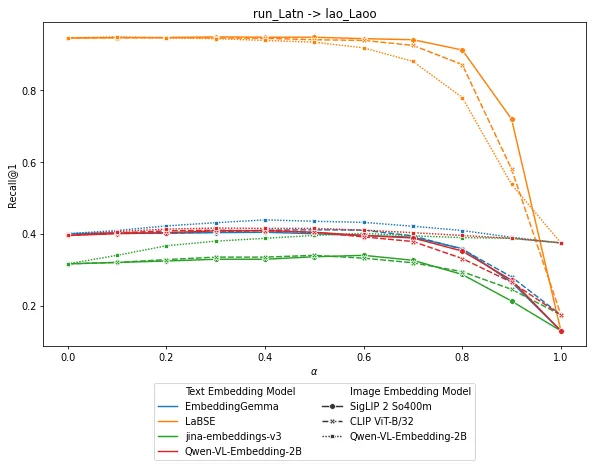 run_Latn -> lao_Laoo
Recall@1
0.8
0.6
0.4
0.2
0.0 0.2 0.4 0.6 0.8 1.0
α
Text Embedding Model Image Embedding Model
EmbeddingGemma SigLIP 2 So400m
LaBSE CLIP ViT-B/32
jina-embeddings-v3 Qwen-VL-Embedding-2B
Qwen-VL-Embedding-2B